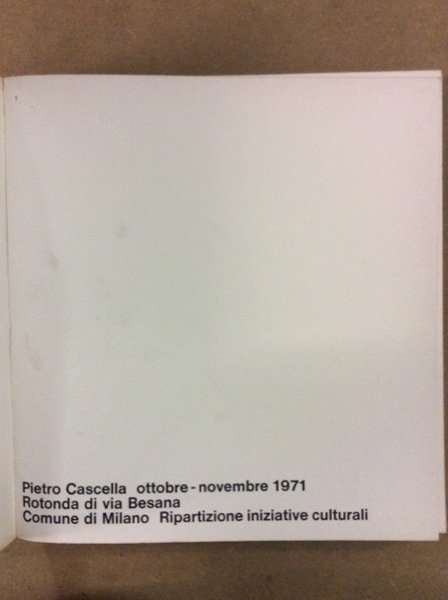 Pietro Cascella ottobre - novembre 1971
Rotonda di via Besana
Comune di Milano Ripartizione iniziative culturali